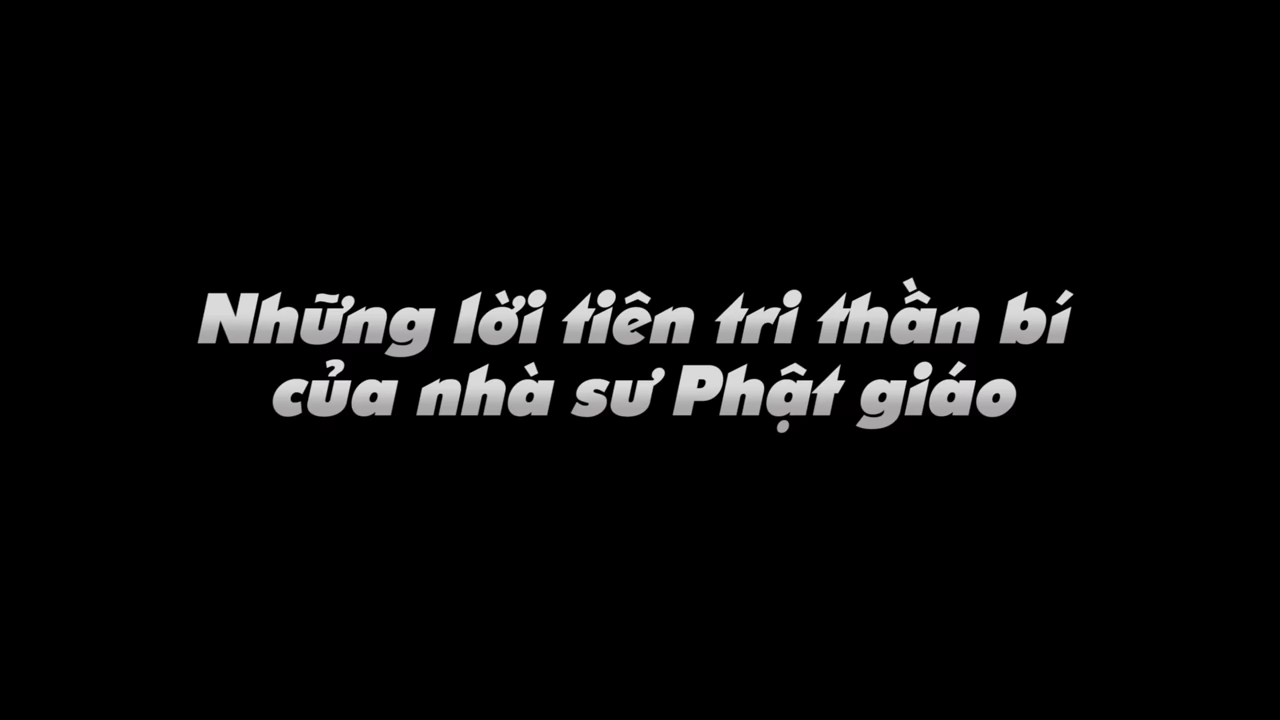 Những lời tiên tri thần bí
của nhà sư Phật giáo